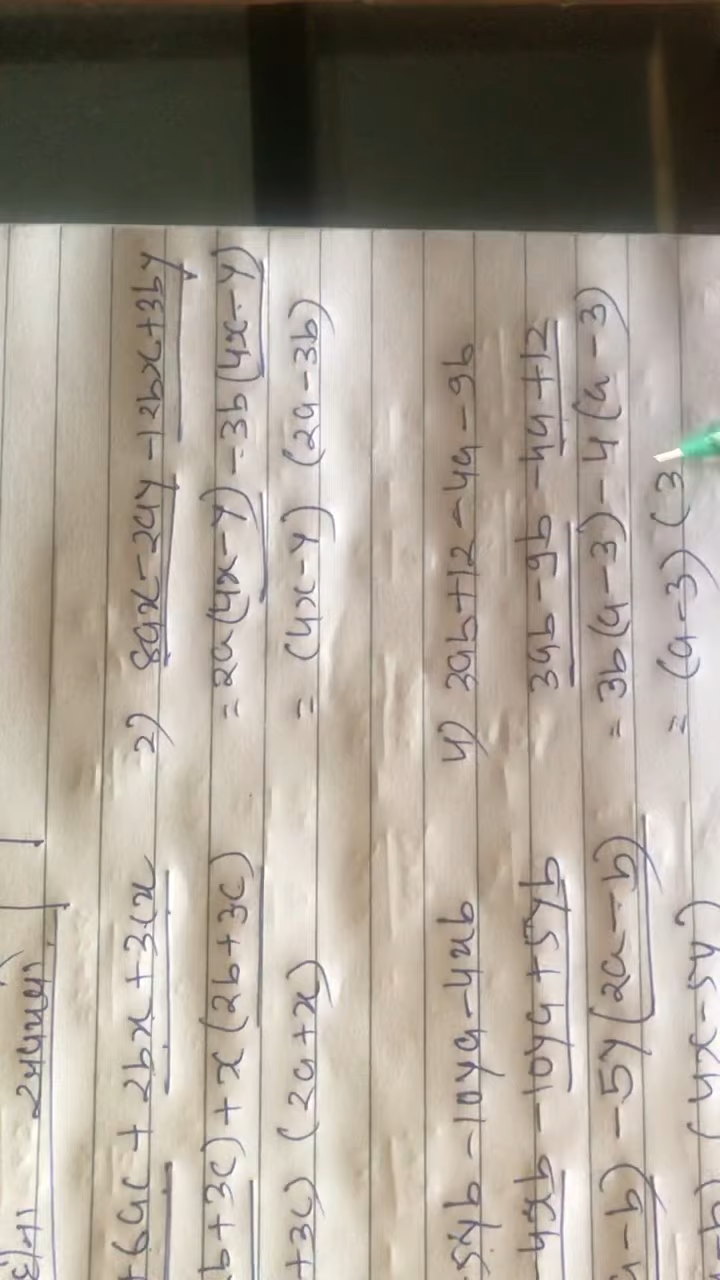 +6ac + 2bx + 3cx
b+3c) + x (2b+3c)
+3c) (2a+x)
2) 8ax-2ay-12bx+3by
= 2a(4x-y) -3b(4x-y)
= (4x-y) (2a-3b)
5yb -10ya-4xb
4xb -10ya +5yb
a-b) -5y(2a-b)
(4x-5y)
4) 3ab+12-4a-9b
3ab-9b -4a+12
= 3b(a-3)-4(a-3)
= (a-3) (3